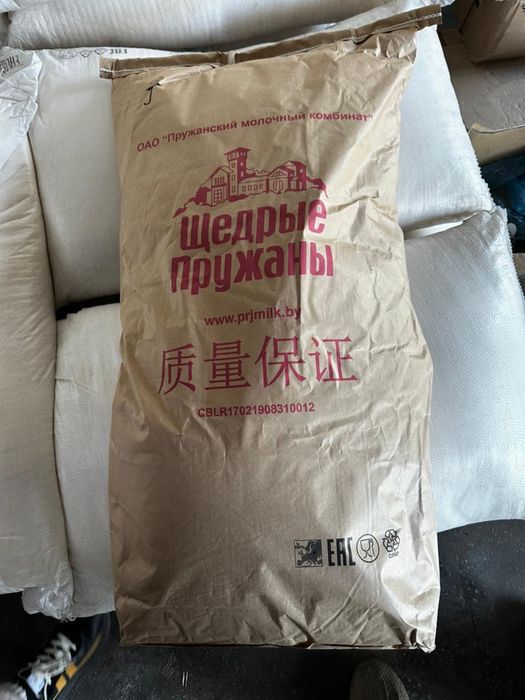 ОАО "Пружанский молочный комбинат"
Щедрые
Пружаны
www.prjmilk.by
质量保证
CBLR17021908310012
EAC